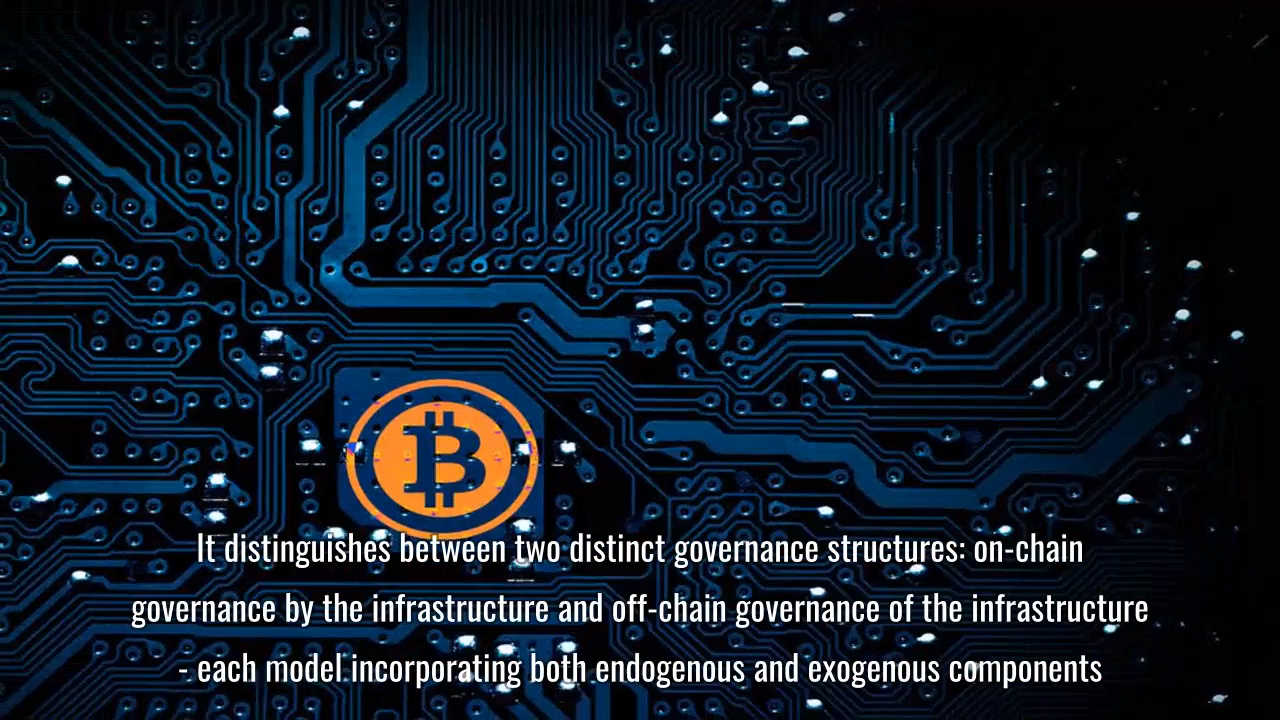 It distinguishes between two distinct governance structures: on-chain
governance by the infrastructure and off-chain governance of the infrastructure
- each model incorporating both endogenous and exogenous components